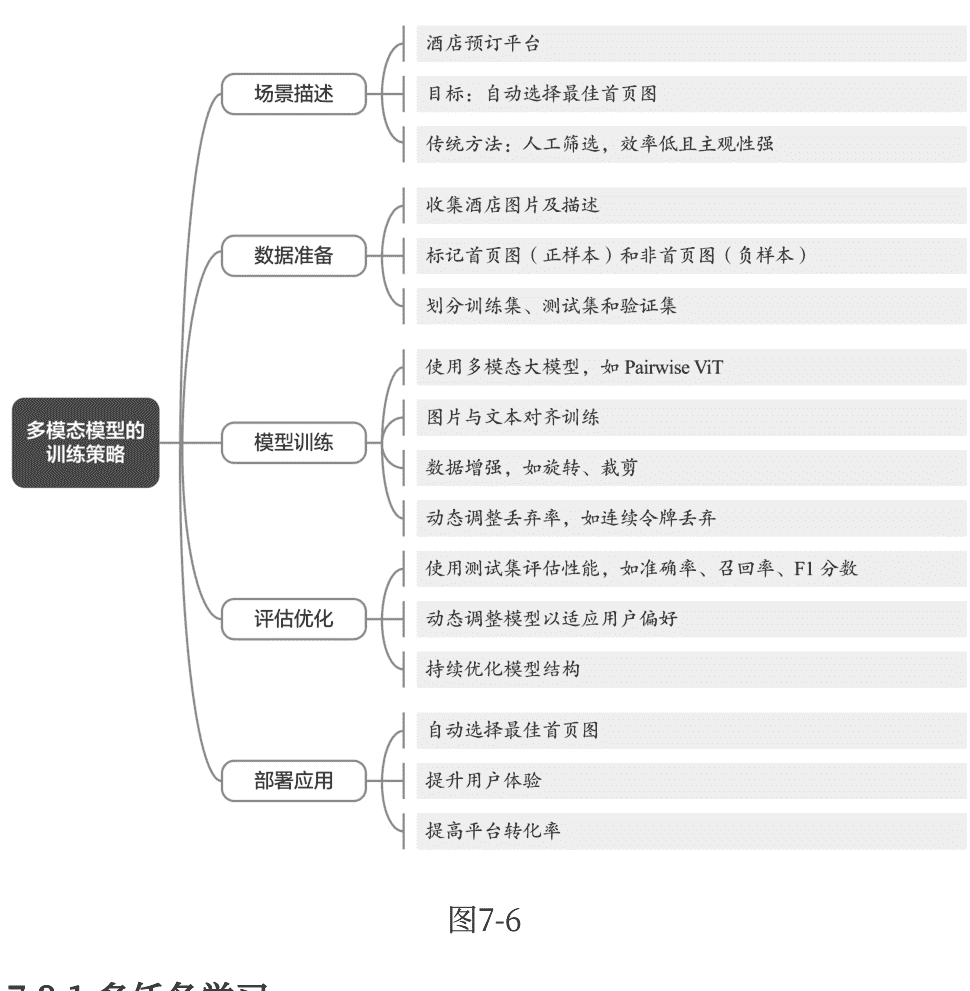 多模态模型的
训练策略
场景描述
酒店预订平台
目标：自动选择最佳首页图
传统方法：人工筛选，效率低且主观性强
数据准备
收集酒店图片及描述
标记首页图（正样本）和非首页图（负样本）
划分训练集、测试集和验证集
模型训练
使用多模态大模型，如 Pairwise ViT
图片与文本对齐训练
数据增强，如旋转、裁剪
动态调整丢弃率，如连续令牌丢弃
评估优化
使用测试集评估性能，如准确率、召回率、F1 分数
动态调整模型以适应用户偏好
持续优化模型结构
部署应用
自动选择最佳首页图
提升用户体验
提高平台转化率
图7-6